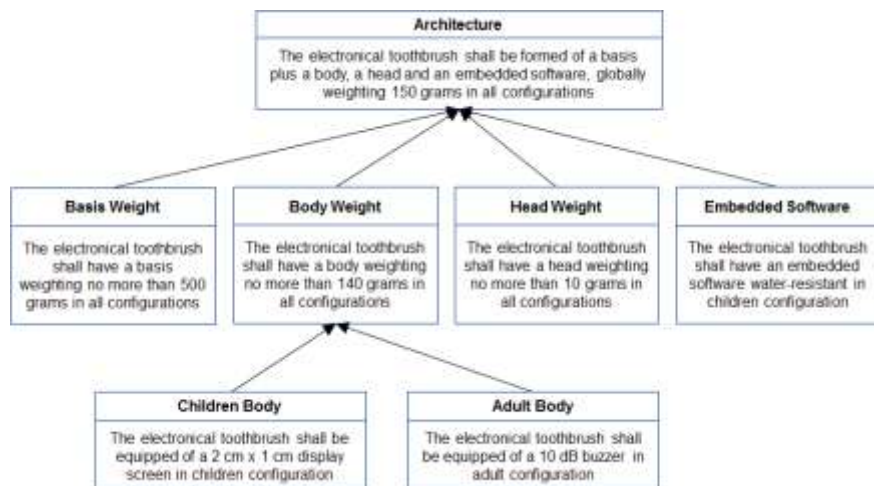 Architecture
The electronical toothbrush shall be formed of a basis
plus a body, a head and an embedded software, globally
weighting 150 grams in all configurations
Basis Weight
The electronical toothbrush
shall have a basis
weighting no more than 500
grams in all configurations
Body Weight
The electronical toothbrush
shall have a body weighting
no more than 140 grams in
all configurations
Head Weight
The electronical toothbrush
shall have a head weighting
no more than 10 grams in
all configurations
Embedded Software
The electronical toothbrush
shall have an embedded
software water-resistant in
children configuration
Children Body
The electronical toothbrush shall be
equipped of a 2 cm x 1 cm display
screen in children configuration
Adult Body
The electronical toothbrush shall
be equipped of a 10 dB buzzer in
adult configuration